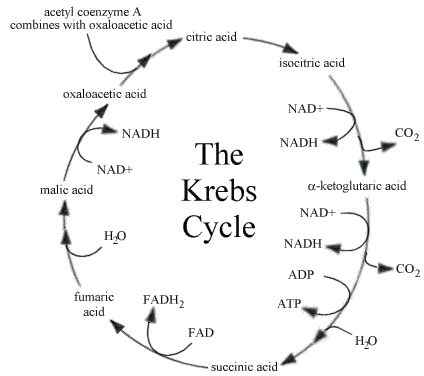 acetyl coenzyme A
combines with oxaloacetic acid
citric acid
isocitric acid
oxaloacetic acid
NAD+
NADH
CO2
NADH
NAD+
The
Krebs
Cycle
malic acid
α-ketoglutaric acid
NAD+
NADH
H2O
CO2
ADP
ATP
fumaric
acid
FADH2
FAD
H2O
succinic acid